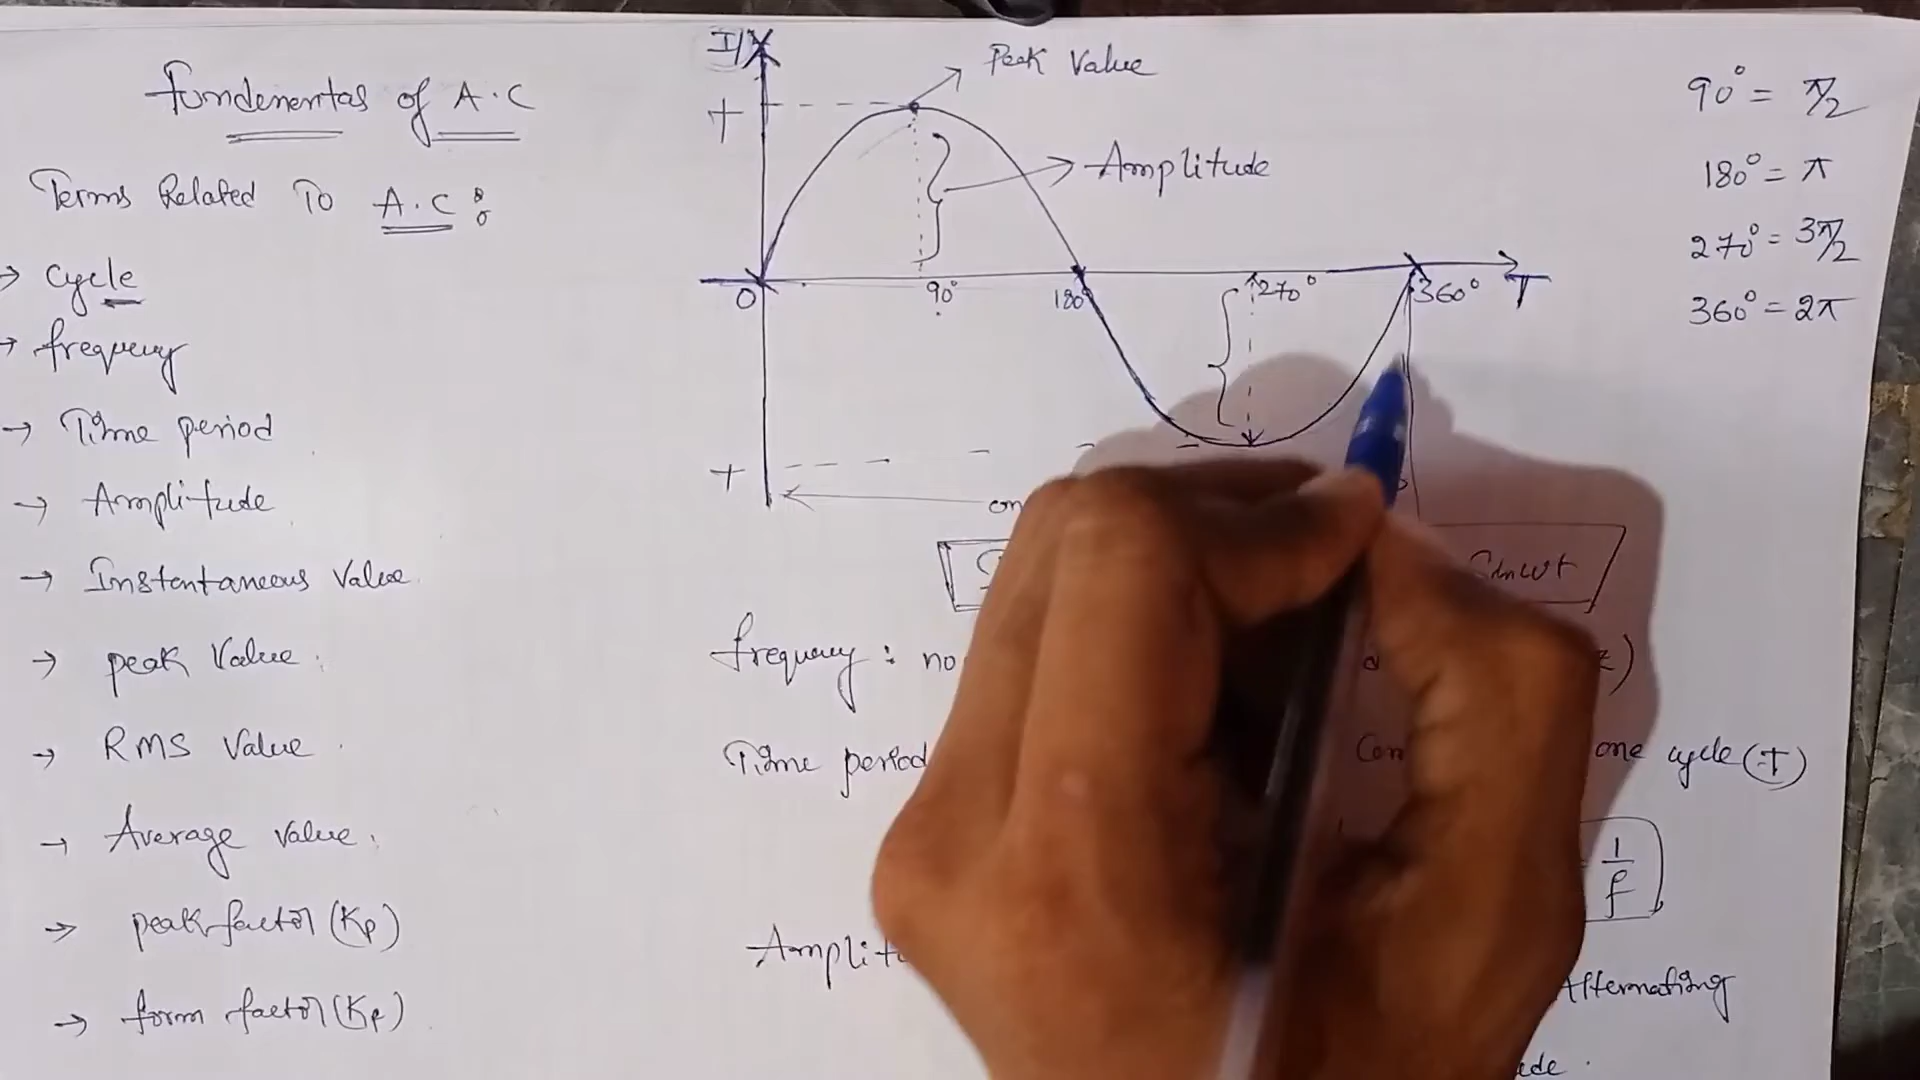 Fundementas of A.C
Terms Related To A.C:
→ Cycle
→ frequency
→ Time period
→ Amplitude
→ Instantaneous Value
→ peak Value
→ RMS Value
→ Average Value
→ peak factor (Kp)
→ form factor (Kf)
Peak Value
+
Amplitude
0 90° 180° 270° 360° T
+
90° = π/2
180° = π
270° = 3π/2
360° = 2π
Sinωt
frequency : no
Time period one cycle (T)
1/f
Alternating